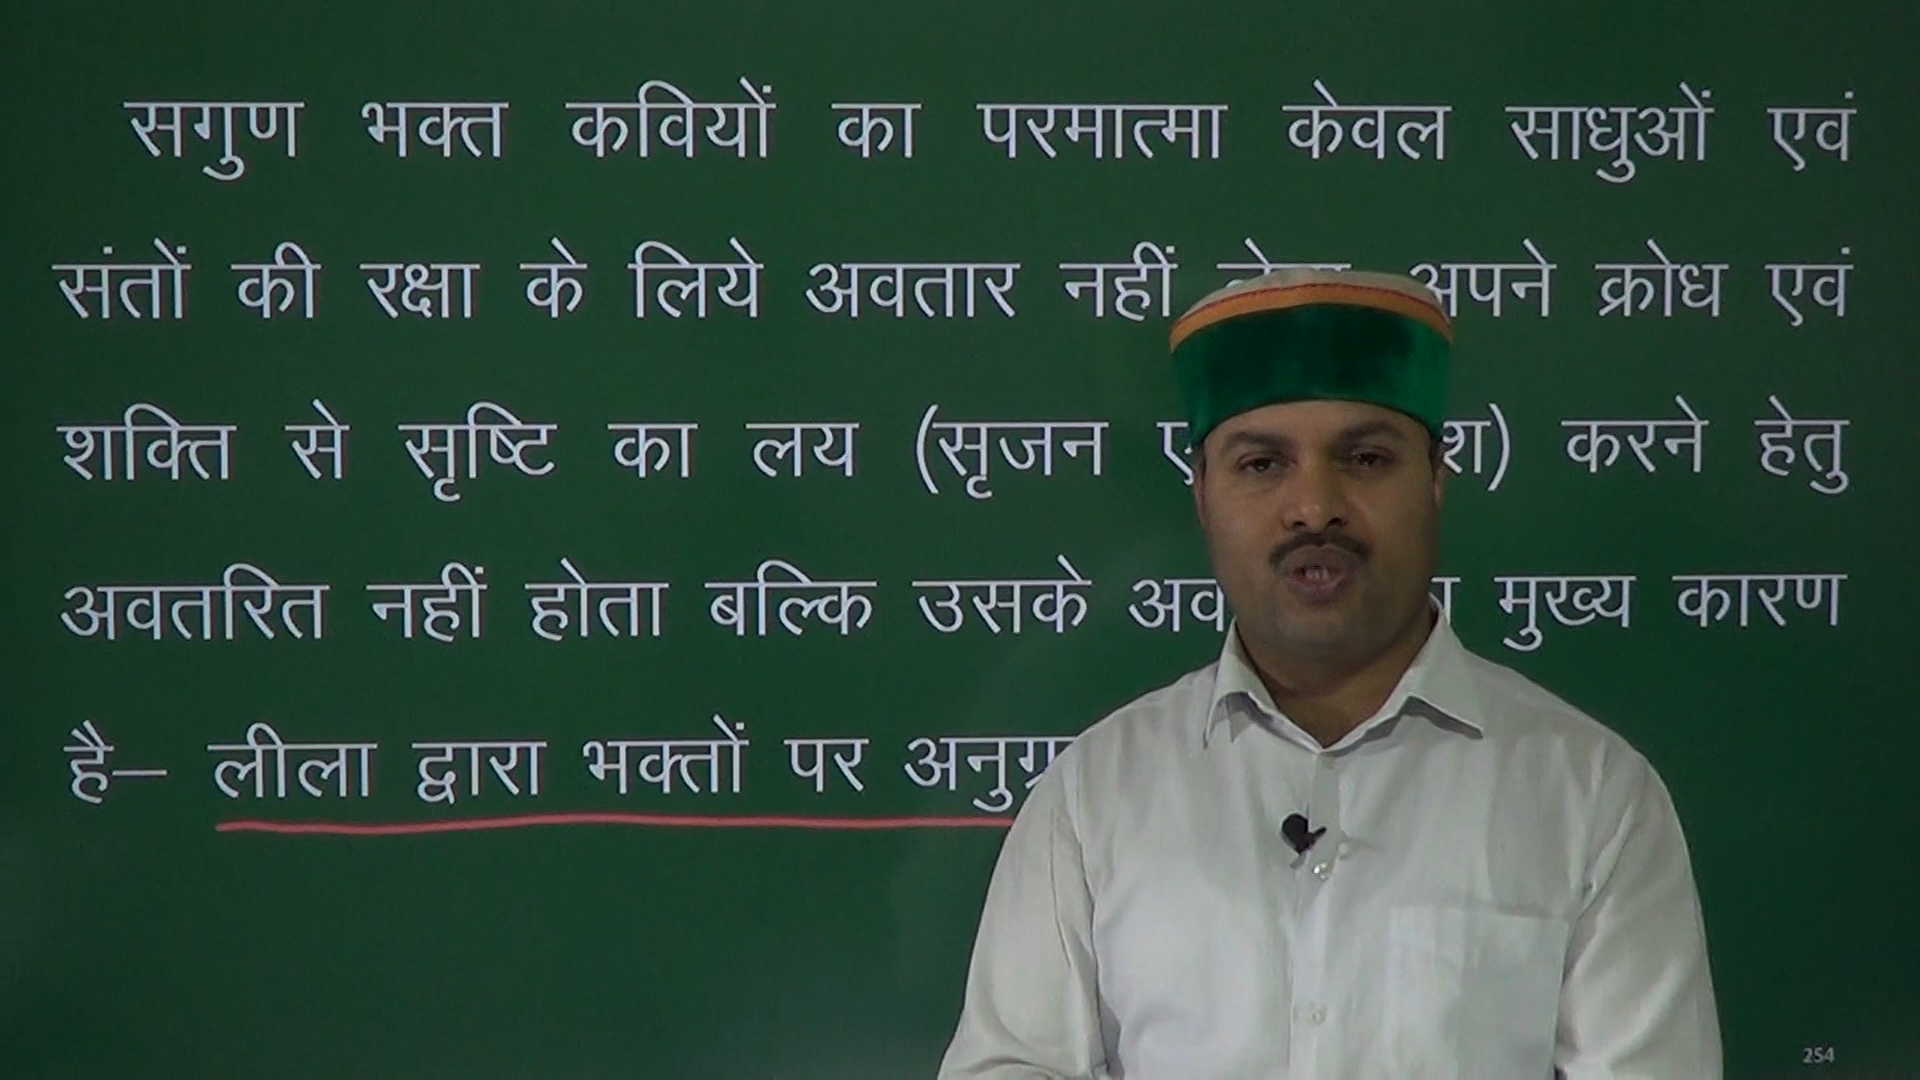 सगुण भक्त कवियों का परमात्मा केवल साधुओं एवं
संतों की रक्षा के लिये अवतार नहीं अपने क्रोध एवं
शक्ति से सृष्टि का लय (सृजन करने हेतु
अवतरित नहीं होता बल्कि उसके मुख्य कारण
है– लीला द्वारा भक्तों पर
254